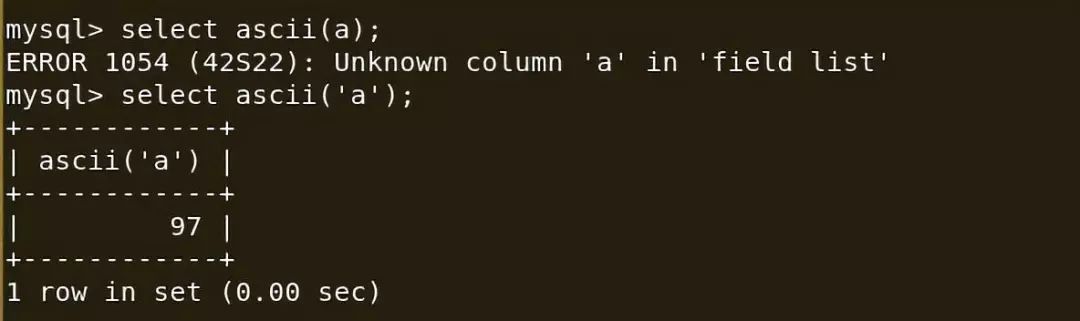 mysql> select ascii(a);
ERROR 1054 (42S22): Unknown column 'a' in 'field list'
mysql> select ascii('a');
+------------+
| ascii('a') |
+------------+
|         97 |
+------------+
1 row in set (0.00 sec)